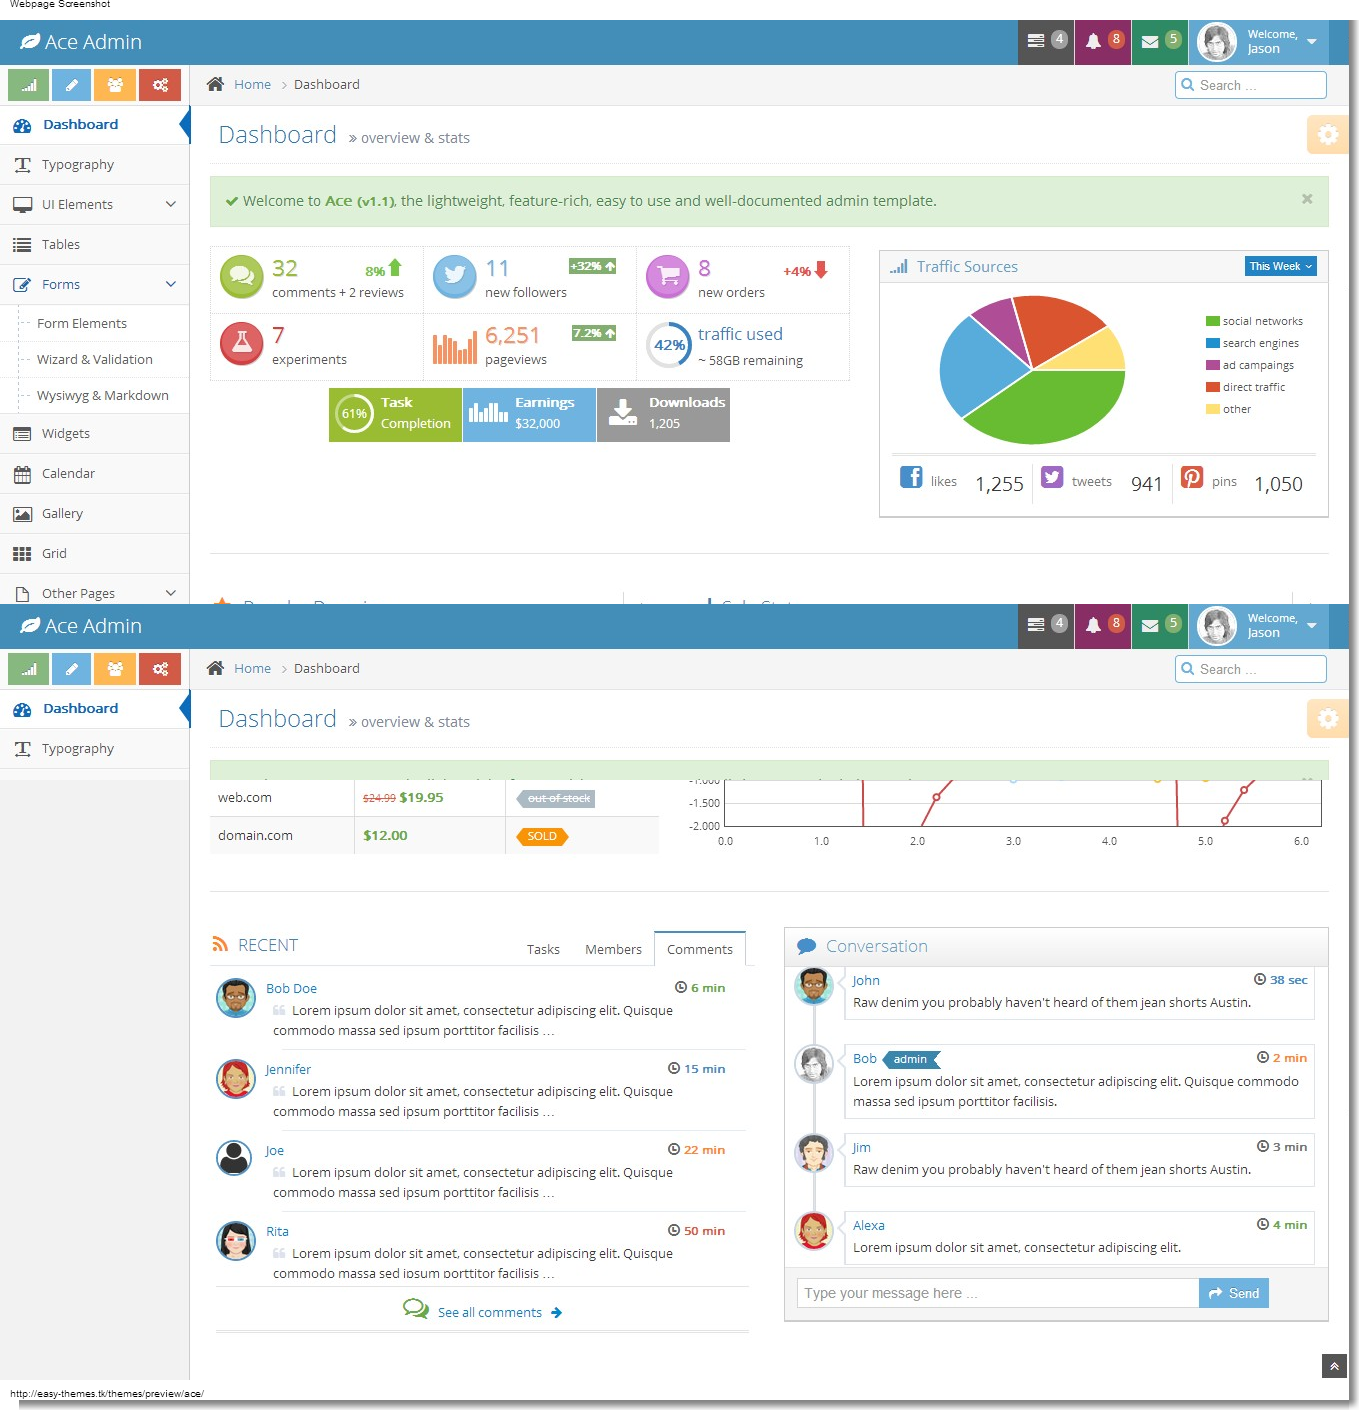 Webpage Screenshot
Ace Admin
4
8
5
Welcome,
Jason
Home > Dashboard
Search ...
Dashboard
Typography
UI Elements
Tables
Forms
Form Elements
Wizard & Validation
Wysiwyg & Markdown
Widgets
Calendar
Gallery
Grid
Other Pages
Dashboard » overview & stats
Welcome to Ace (v1.1), the lightweight, feature-rich, easy to use and well-documented admin template.
×
32
8%
comments + 2 reviews
11
+32%
new followers
8
+4%
new orders
7
experiments
6,251
7.2%
pageviews
42%
traffic used
~ 58GB remaining
61%
Task
Completion
Earnings
$32,000
Downloads
1,205
Traffic Sources
This Week
social networks
search engines
ad campaings
direct traffic
other
likes 1,255
tweets 941
pins 1,050
Ace Admin
4
8
5
Welcome,
Jason
Home > Dashboard
Search ...
Dashboard
Typography
Dashboard » overview & stats
web.com $24.99 $19.95 out of stock
domain.com $12.00 SOLD
-1.000
-1.500
-2.000
0.0 1.0 2.0 3.0 4.0 5.0 6.0
RECENT
Tasks Members Comments
Bob Doe
6 min
Lorem ipsum dolor sit amet, consectetur adipiscing elit. Quisque
commodo massa sed ipsum porttitor facilisis ...
Jennifer
15 min
Lorem ipsum dolor sit amet, consectetur adipiscing elit. Quisque
commodo massa sed ipsum porttitor facilisis ...
Joe
22 min
Lorem ipsum dolor sit amet, consectetur adipiscing elit. Quisque
commodo massa sed ipsum porttitor facilisis ...
Rita
50 min
Lorem ipsum dolor sit amet, consectetur adipiscing elit. Quisque
commodo massa sed ipsum porttitor facilisis ...
See all comments
Conversation
John
38 sec
Raw denim you probably haven't heard of them jean shorts Austin.
Bob admin
2 min
Lorem ipsum dolor sit amet, consectetur adipiscing elit. Quisque commodo
massa sed ipsum porttitor facilisis.
Jim
3 min
Raw denim you probably haven't heard of them jean shorts Austin.
Alexa
4 min
Lorem ipsum dolor sit amet, consectetur adipiscing elit.
Type your message here ...
Send
http://easy-themes.tk/themes/preview/ace/